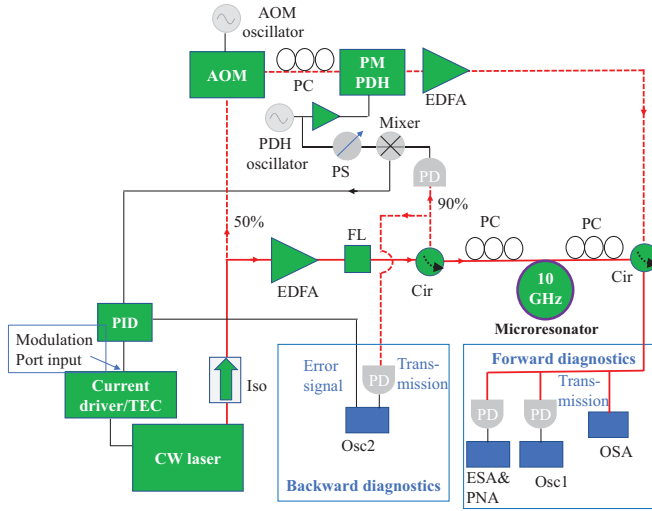 AOM
oscillator
AOM
PC
PM
PDH
EDFA
PDH
oscillator
PS
Mixer
PD
90%
50%
EDFA
FL
Cir
PC
PC
Cir
10
GHz
Microresonator
PID
Modulation
Port input
Current
driver/TEC
Iso
CW laser
Error
signal
Trans-
mission
PD
Osc2
Backward diagnostics
Forward diagnostics
Trans-
mission
PD
PD
ESA&
PNA
Osc1
OSA